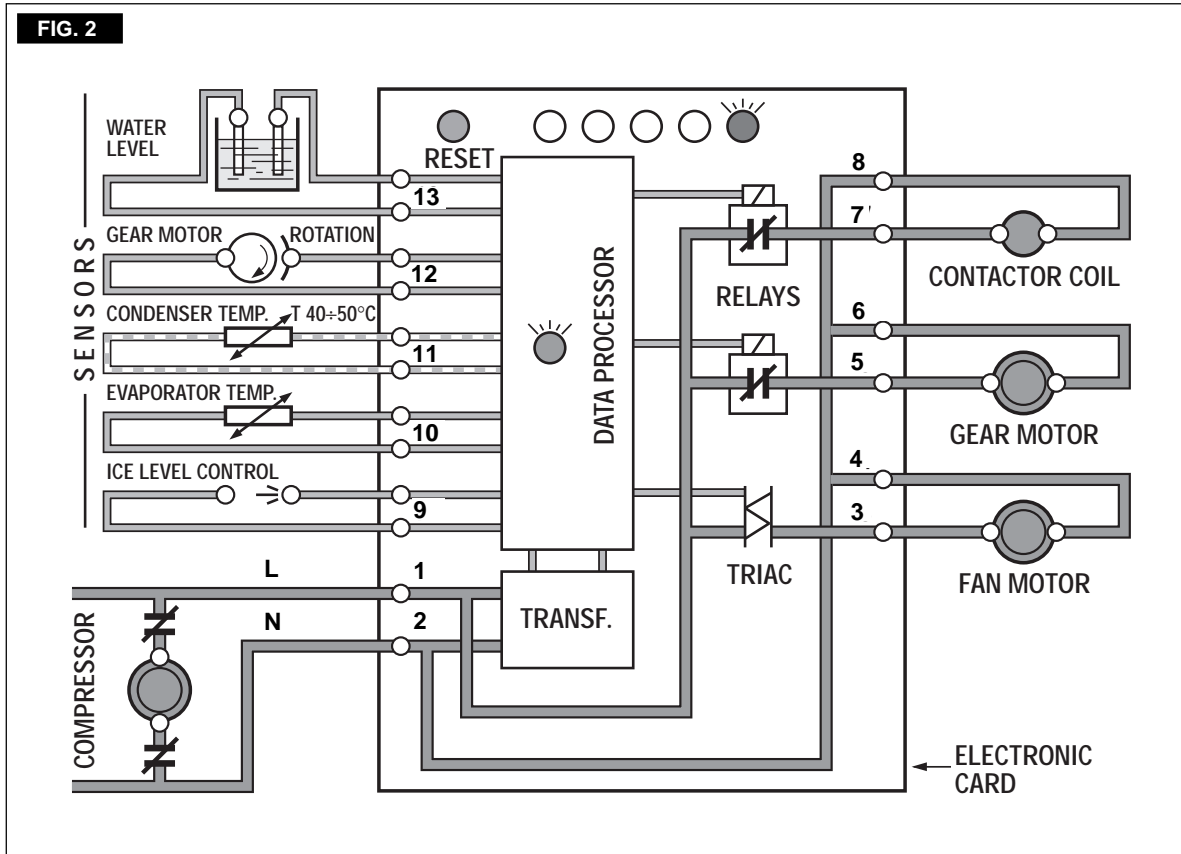 FIG. 2
WATER
LEVEL
RESET
13
GEAR MOTOR
ROTATION
12
CONDENSER TEMP.
T 40÷50°C
11
EVAPORATOR TEMP.
10
ICE LEVEL CONTROL
9
SENSORS
DATA PROCESSOR
L
1
N
2
TRANSF.
COMPRESSOR
RELAYS
TRIAC
8
7'
CONTACTOR COIL
6
5
GEAR MOTOR
4
3
FAN MOTOR
ELECTRONIC
CARD